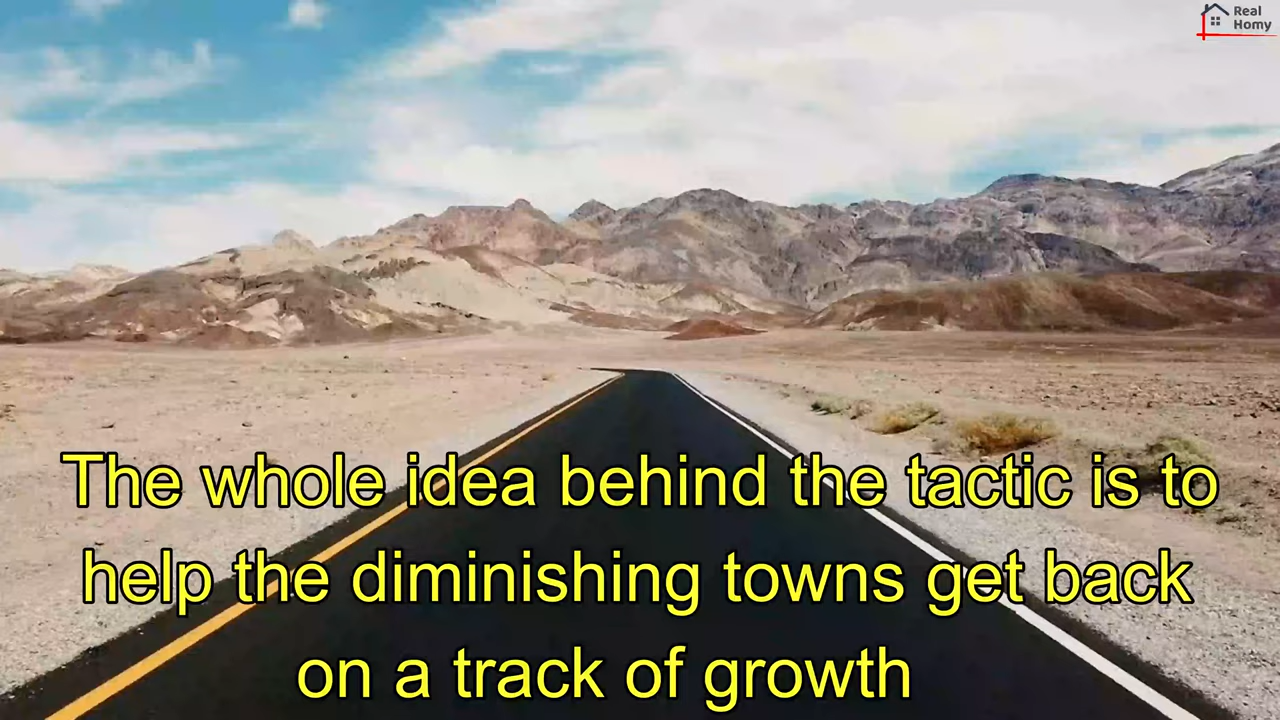 Real
Homy
The whole idea behind the tactic is to
help the diminishing towns get back
on a track of growth